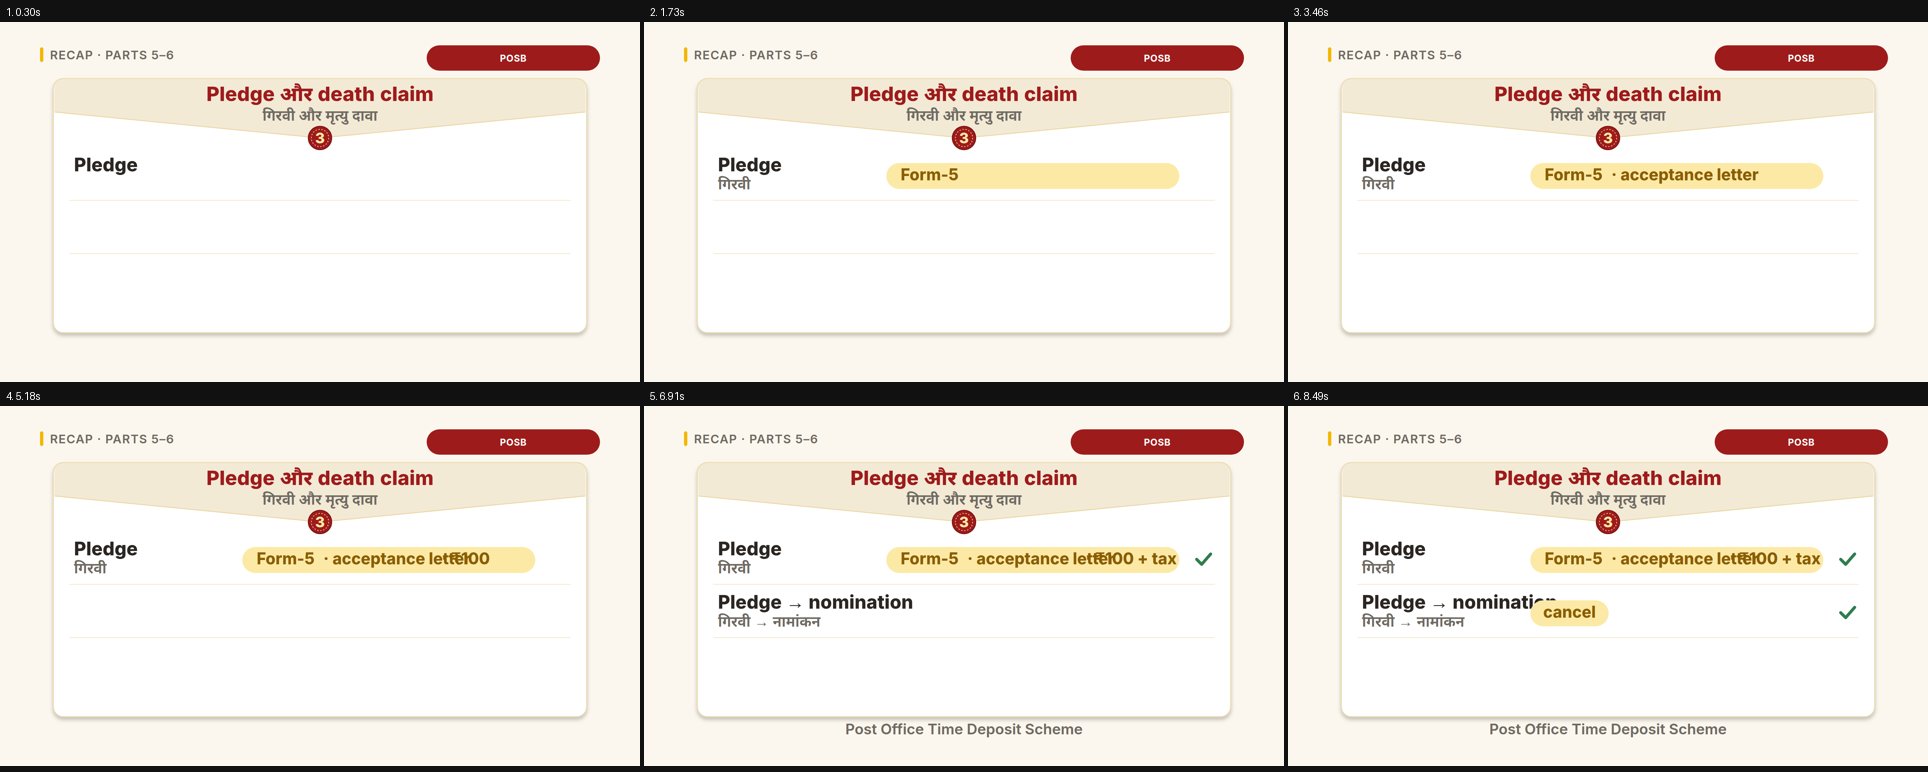 1. 0.30s
RECAP · PARTS 5–6
POSB
Pledge और death claim
गिरवी और मृत्यु दावा
3
Pledge
2. 1.73s
RECAP · PARTS 5–6
POSB
Pledge और death claim
गिरवी और मृत्यु दावा
3
Pledge
गिरवी
Form-5
3. 3.46s
RECAP · PARTS 5–6
POSB
Pledge और death claim
गिरवी और मृत्यु दावा
3
Pledge
गिरवी
Form-5 · acceptance letter
4. 5.18s
RECAP · PARTS 5–6
POSB
Pledge और death claim
गिरवी और मृत्यु दावा
3
Pledge
गिरवी
Form-5 · acceptance letter ₹100
5. 6.91s
RECAP · PARTS 5–6
POSB
Pledge और death claim
गिरवी और मृत्यु दावा
3
Pledge
गिरवी
Form-5 · acceptance letter ₹100 + tax
Pledge → nomination
गिरवी → नामांकन
Post Office Time Deposit Scheme
6. 8.49s
RECAP · PARTS 5–6
POSB
Pledge और death claim
गिरवी और मृत्यु दावा
3
Pledge
गिरवी
Form-5 · acceptance letter ₹100 + tax
Pledge → nomination
गिरवी → नामांकन
cancel
Post Office Time Deposit Scheme